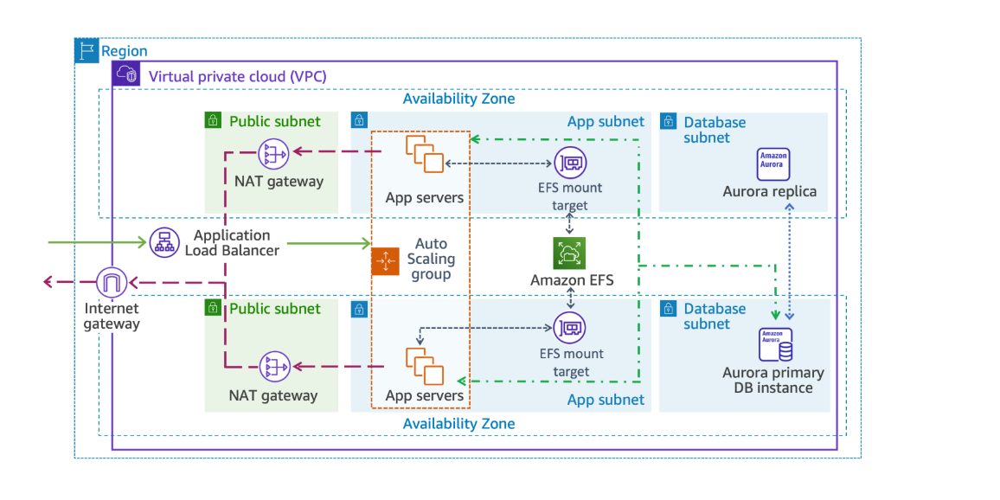 Region
Virtual private cloud (VPC)
Availability Zone
Public subnet
NAT gateway
App subnet
App servers
EFS mount
target
Database
subnet
Amazon
Aurora
Aurora replica
Application
Load Balancer
Auto
Scaling
group
Amazon EFS
Internet
gateway
Public subnet
NAT gateway
App servers
EFS mount
target
App subnet
Database
subnet
Amazon
Aurora
Aurora primary
DB instance
Availability Zone